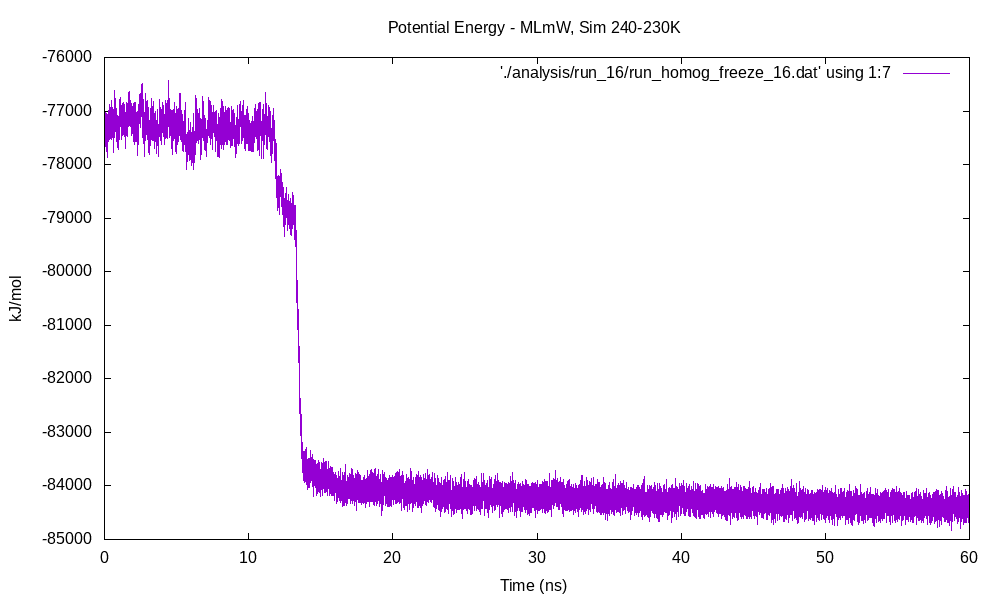 Potential Energy - MLmW, Sim 240-230K
'./analysis/run_16/run_homog_freeze_16.dat' using 1:7
-76000
-77000
-78000
-79000
-80000
-81000
-82000
-83000
-84000
-85000
kJ/mol
0 10 20 30 40 50 60
Time (ns)